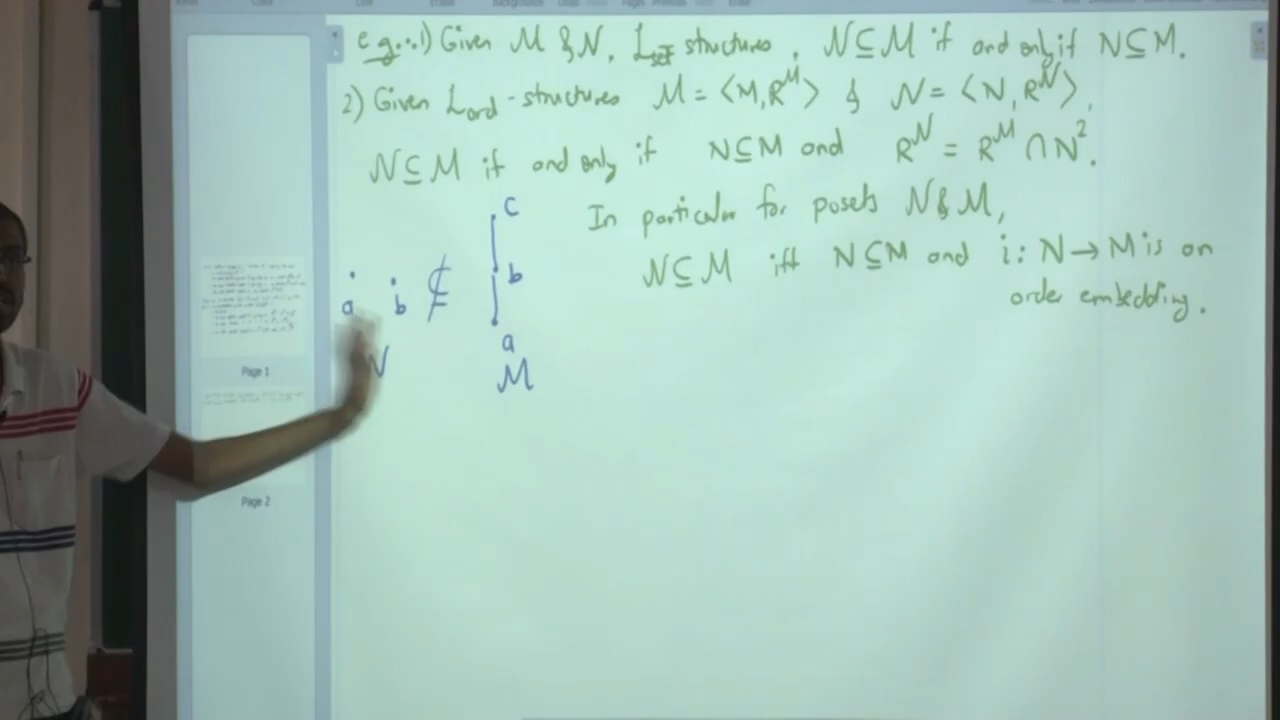 e.g.:1) Given M & N, L_set structures, N ⊆ M if and only if N ⊆ M.
2) Given L_ord-structures M = ⟨M, R^M⟩ & N = ⟨N, R^N⟩,
N ⊆ M if and only if N ⊆ M and R^N = R^M ∩ N².
In particular for posets N & M,
N ⊆ M iff N ⊆ M and i: N → M is an
order embedding.
c
a b ⊈ b
a
N M
Page 1
Page 2